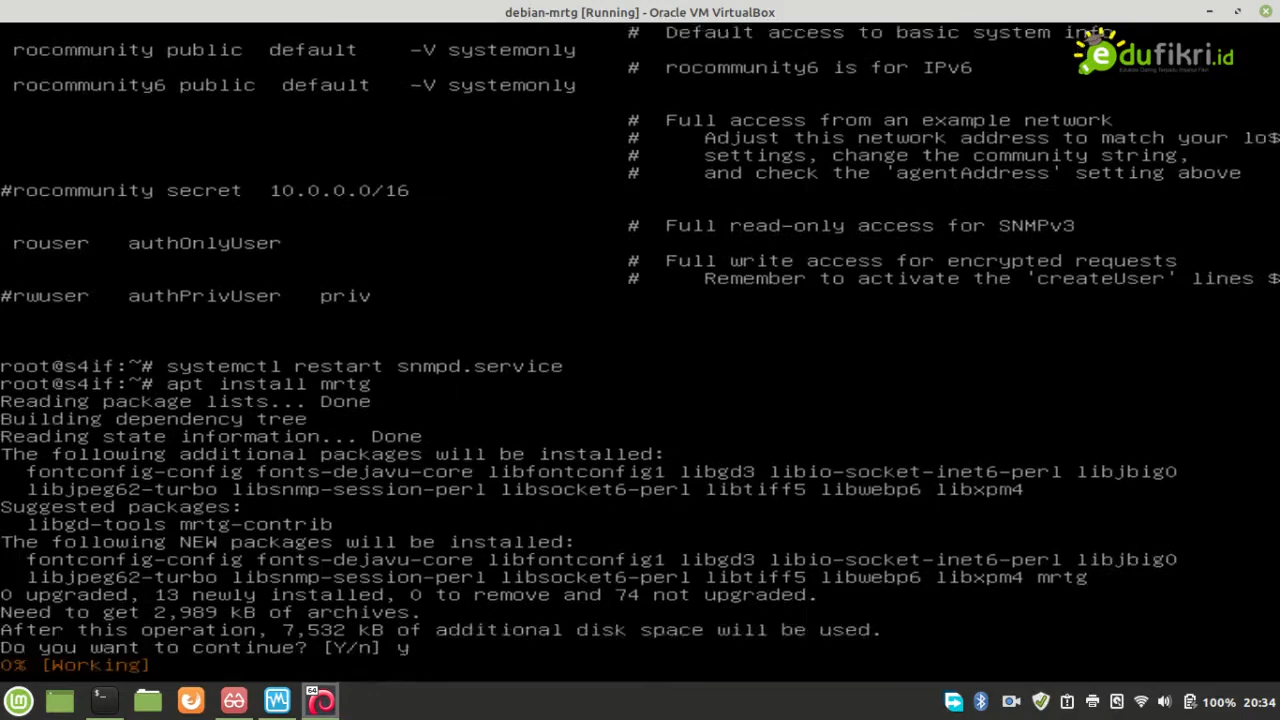 debian-mrtg [Running] - Oracle VM VirtualBox
# Default access to basic system info
rocommunity public default -V systemonly
# rocommunity6 is for IPv6
rocommunity6 public default -V systemonly
edufikri.id
# Full access from an example network
# Adjust this network address to match your lo$
# settings, change the community string,
# and check the 'agentAddress' setting above
#rocommunity secret 10.0.0.0/16
# Full read-only access for SNMPv3
rouser authOnlyUser
# Full write access for encrypted requests
# Remember to activate the 'createUser' lines $
#rwuser authPrivUser priv
root@s4if:~# systemctl restart snmpd.service
root@s4if:~# apt install mrtg
Reading package lists... Done
Building dependency tree
Reading state information... Done
The following additional packages will be installed:
fontconfig-config fonts-dejavu-core libfontconfig1 libgd3 libio-socket-inet6-perl libjbig0
libjpeg62-turbo libsnmp-session-perl libsocket6-perl libtiff5 libwebp6 libxpm4
Suggested packages:
libgd-tools mrtg-contrib
The following NEW packages will be installed:
fontconfig-config fonts-dejavu-core libfontconfig1 libgd3 libio-socket-inet6-perl libjbig0
libjpeg62-turbo libsnmp-session-perl libsocket6-perl libtiff5 libwebp6 libxpm4 mrtg
0 upgraded, 13 newly installed, 0 to remove and 74 not upgraded.
Need to get 2,989 kB of archives.
After this operation, 7,532 kB of additional disk space will be used.
Do you want to continue? [Y/n] y
0% [Working]
64
100% 20:34